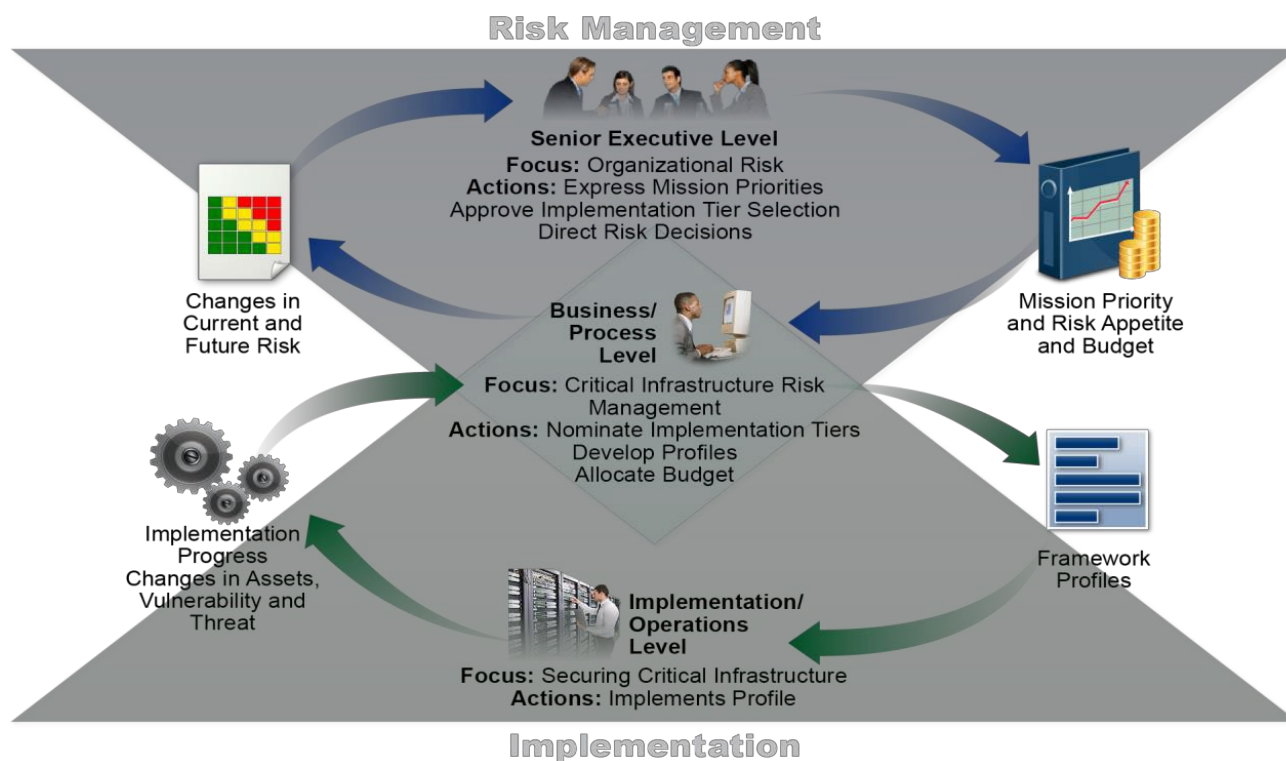 Risk Management
Senior Executive Level
Focus: Organizational Risk
Actions: Express Mission Priorities
Approve Implementation Tier Selection
Direct Risk Decisions
Changes in
Current and
Future Risk
Mission Priority
and Risk Appetite
and Budget
Business/
Process
Level
Focus: Critical Infrastructure Risk
Management
Actions: Nominate Implementation Tiers
Develop Profiles
Allocate Budget
Implementation
Progress
Changes in Assets,
Vulnerability and
Threat
Framework
Profiles
Implementation/
Operations
Level
Focus: Securing Critical Infrastructure
Actions: Implements Profile
Implementation